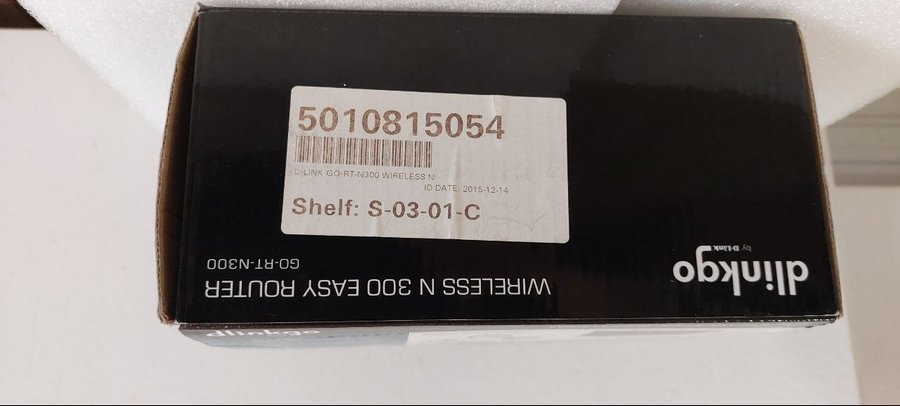 5010815054
D-LINK GO-RT-N300 WIRELESS N
ID DATE: 2015-12-14
Shelf: S-03-01-C
dlinkgo
by D-Link
WIRELESS N 300 EASY ROUTER
GO-RT-N300